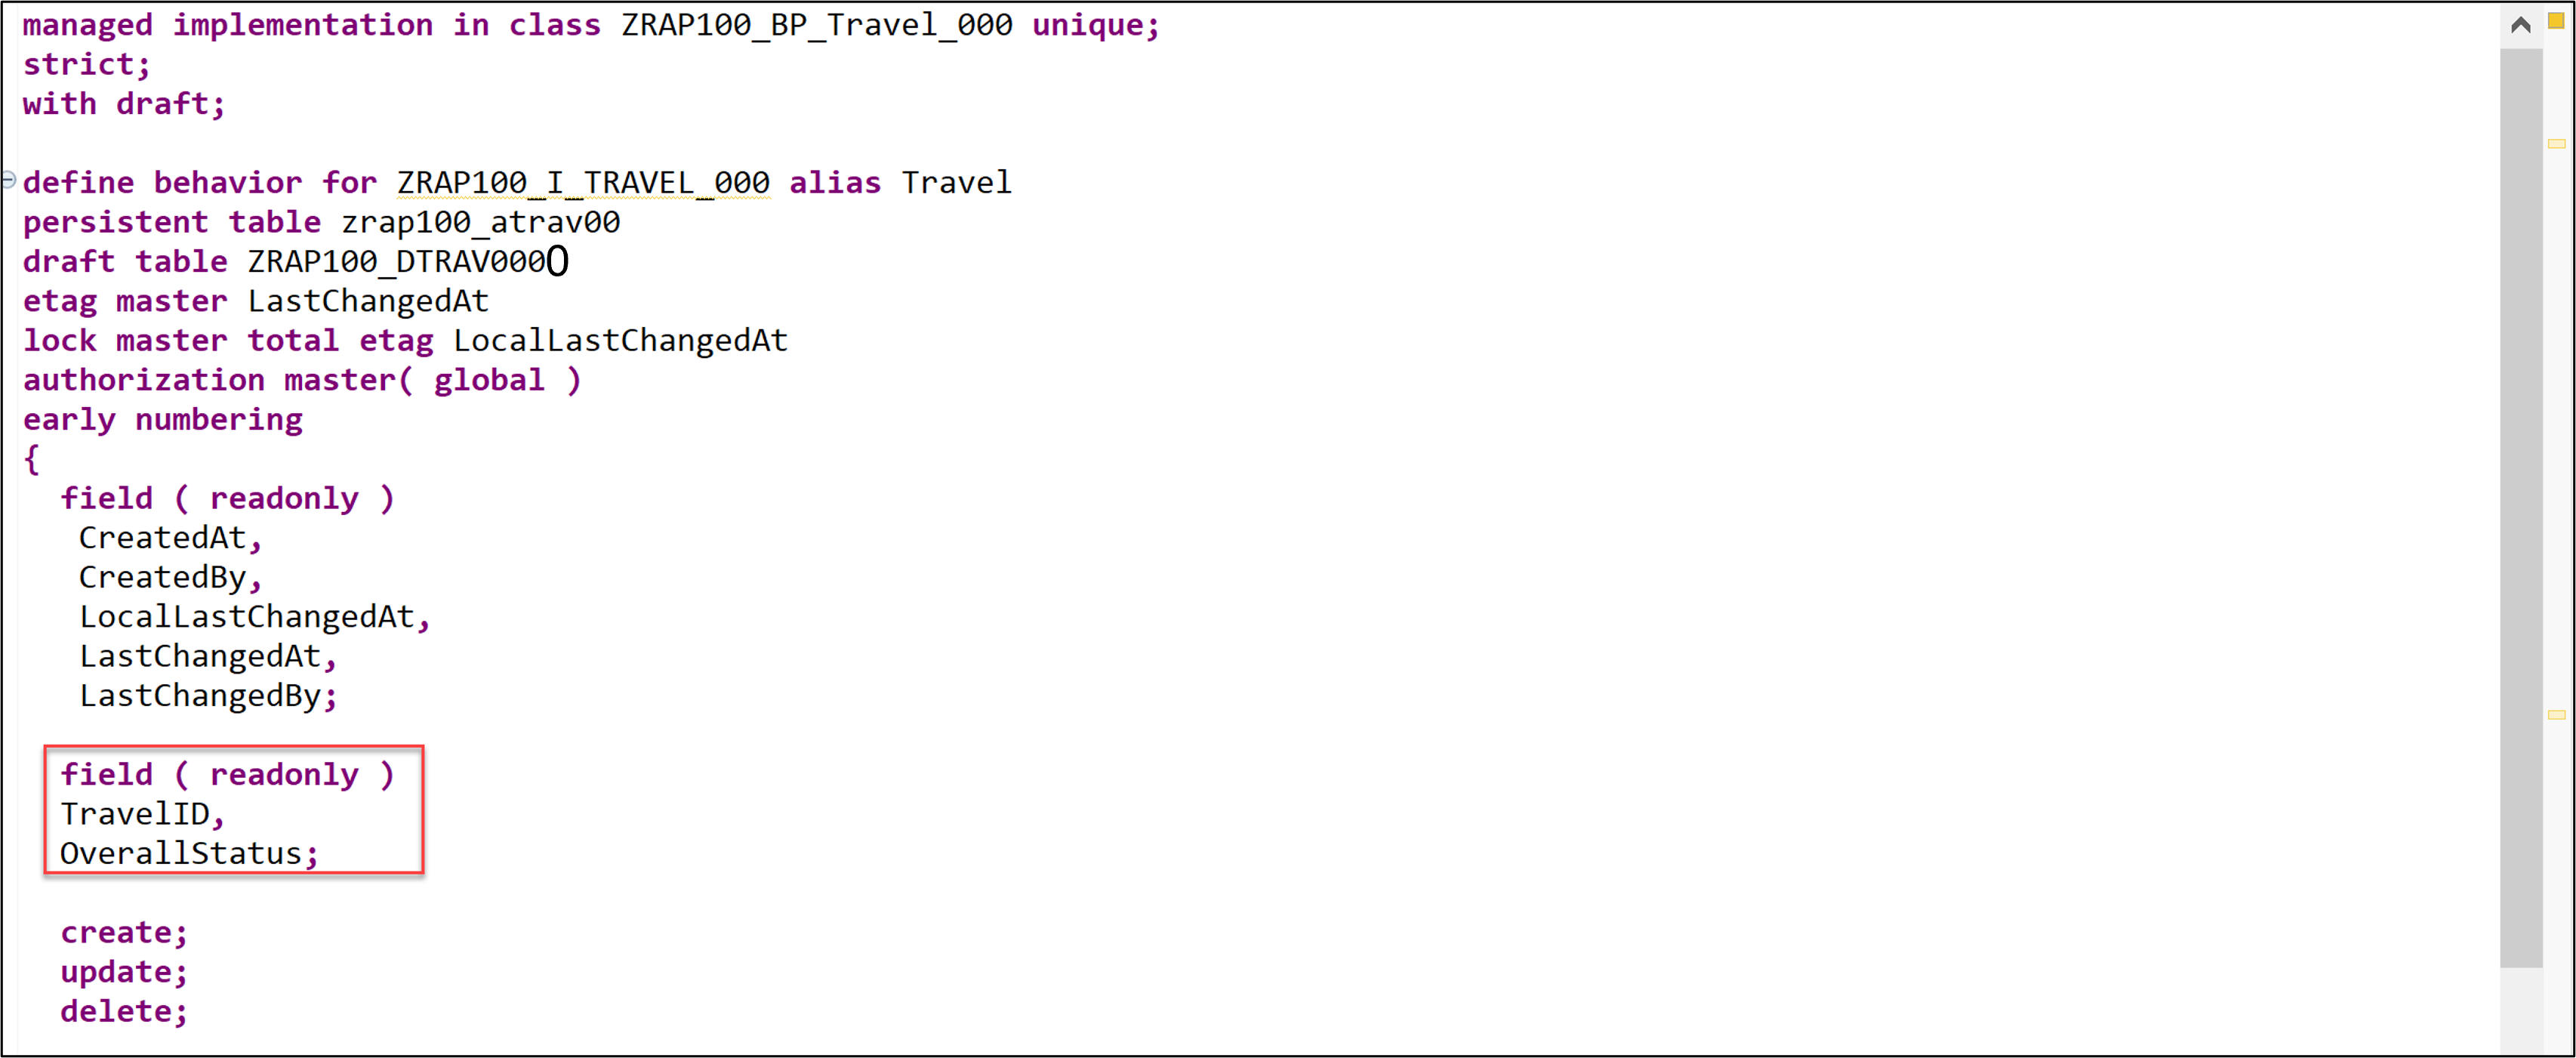 managed implementation in class ZRAP100_BP_Travel_000 unique;
strict;
with draft;
define behavior for ZRAP100_I_TRAVEL_000 alias Travel
persistent table zrap100_atrav00
draft table ZRAP100_DTRAV0000
etag master LastChangedAt
lock master total etag LocalLastChangedAt
authorization master( global )
early numbering
{
field ( readonly )
CreatedAt,
CreatedBy,
LocalLastChangedAt,
LastChangedAt,
LastChangedBy;
field ( readonly )
TravelID,
OverallStatus;
create;
update;
delete;